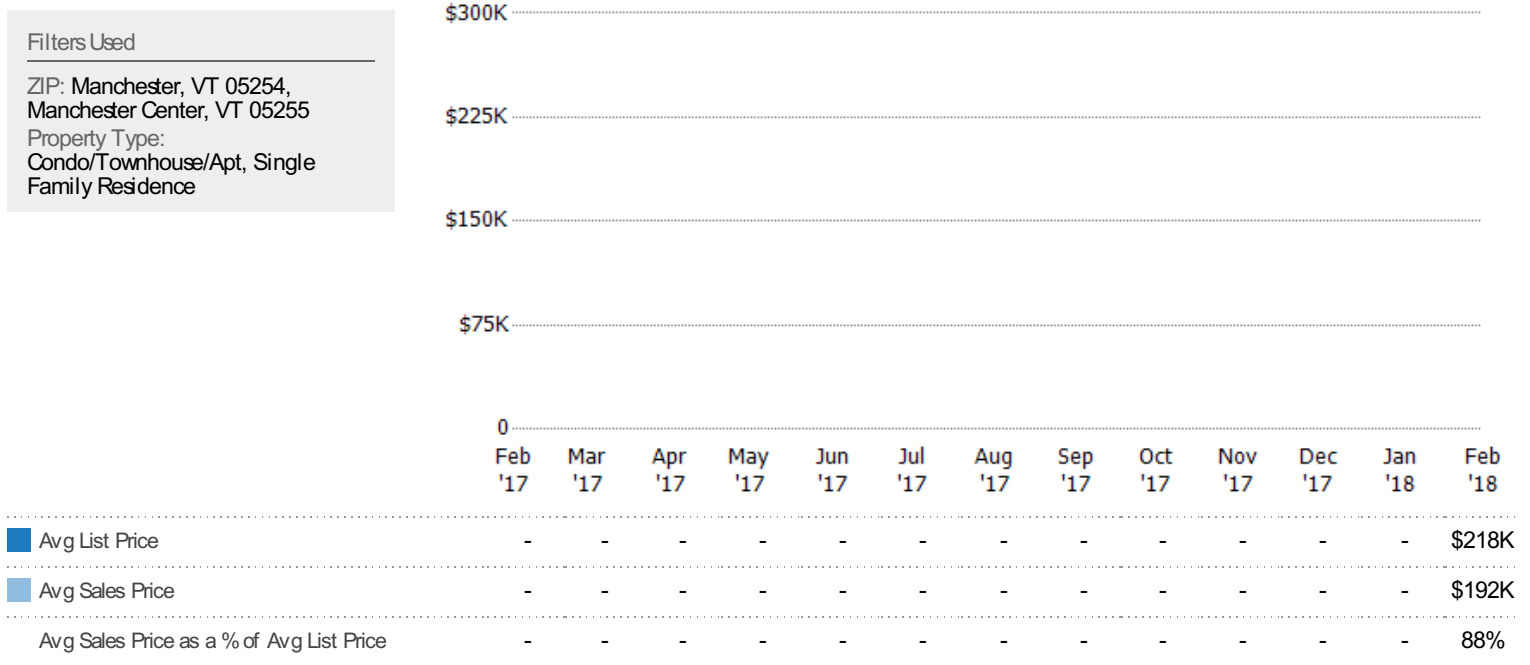 Filters Used
ZIP: Manchester, VT 05254,
Manchester Center, VT 05255
Property Type:
Condo/Townhouse/Apt, Single
Family Residence
$300K
$225K
$150K
$75K
0
Feb Mar Apr May Jun Jul Aug Sep Oct Nov Dec Jan Feb
'17 '17 '17 '17 '17 '17 '17 '17 '17 '17 '17 '18 '18
Avg List Price - - - - - - - - - - - - $218K
Avg Sales Price - - - - - - - - - - - - $192K
Avg Sales Price as a % of Avg List Price - - - - - - - - - - - - 88%